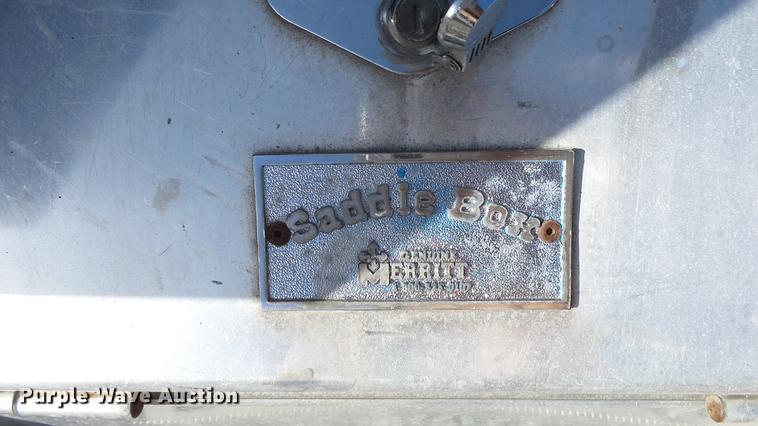 Saddle Box
GENUINE
MERRITT
Purple Wave Auction